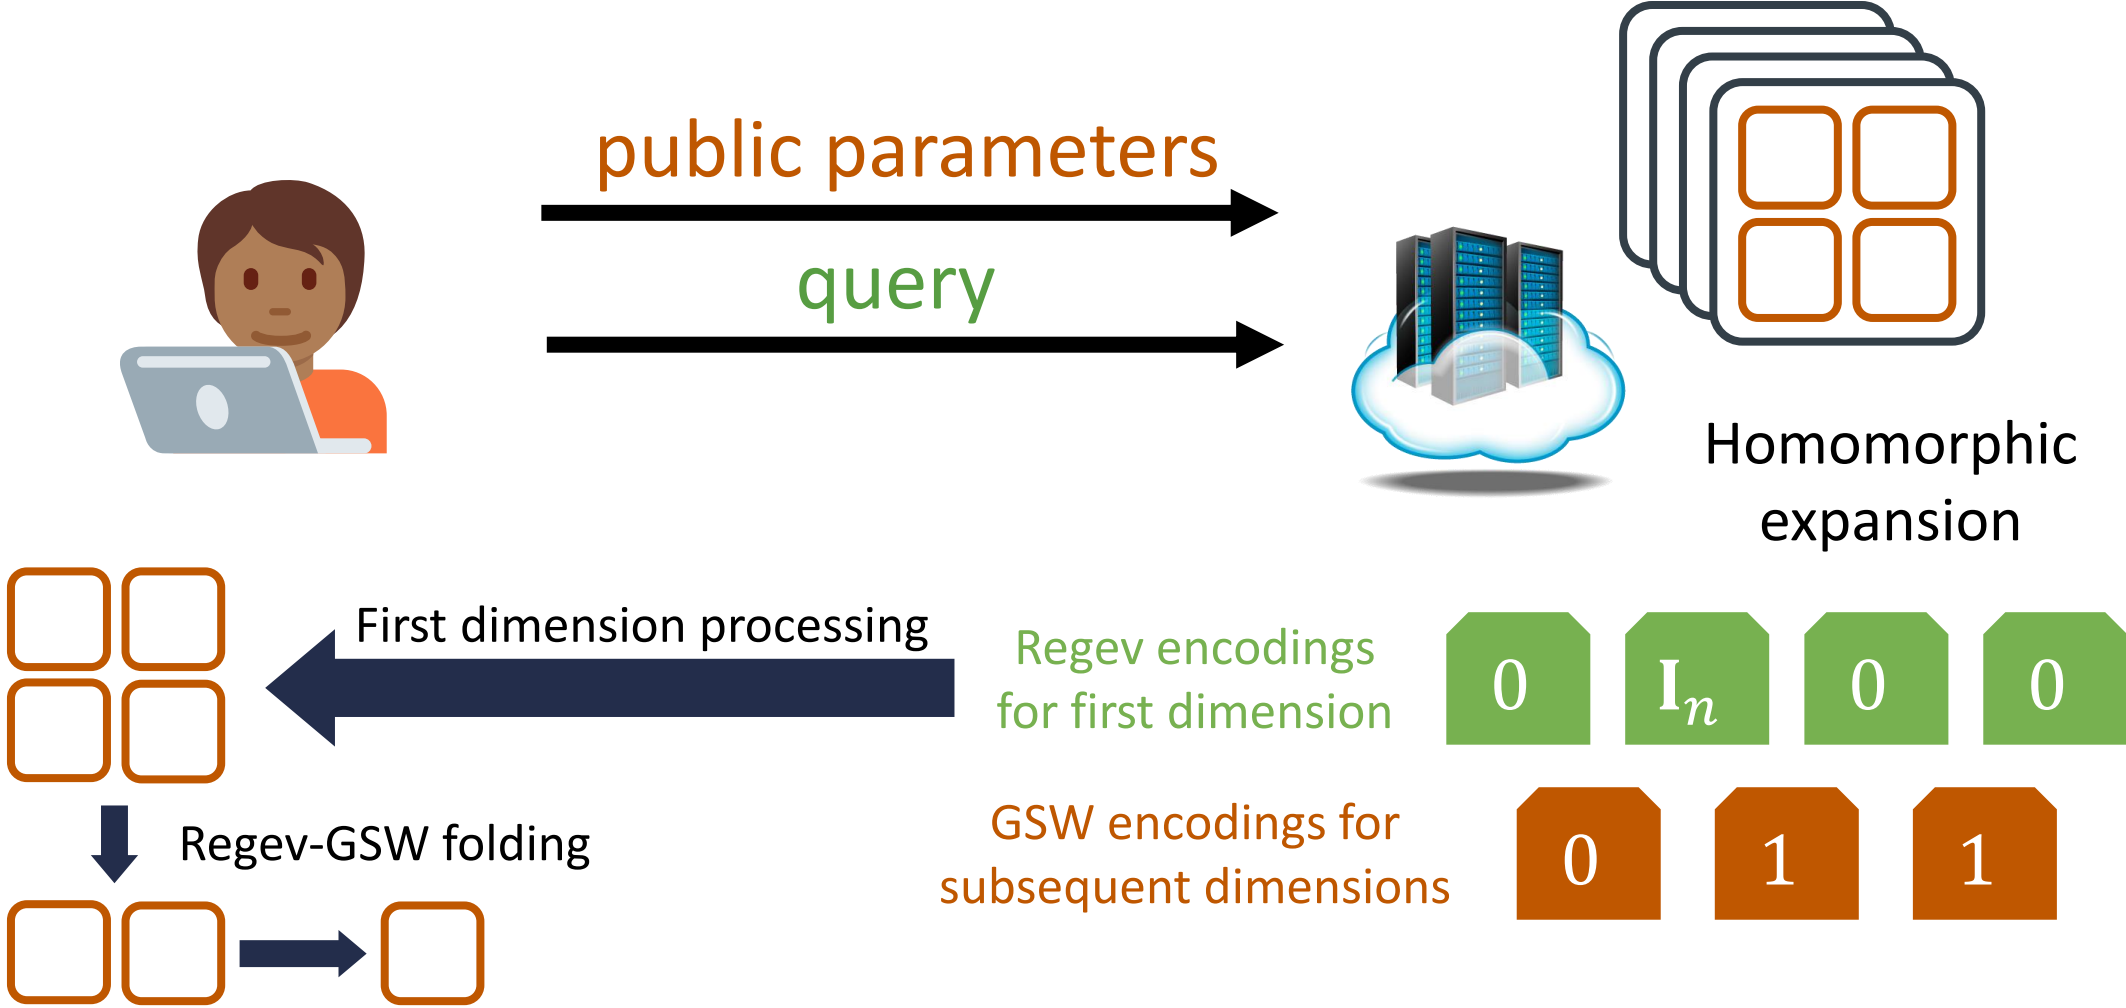 public parameters
query
Homomorphic
expansion
First dimension processing
Regev encodings
for first dimension
0 I_n 0 0
Regev-GSW folding
GSW encodings for
subsequent dimensions
0 1 1